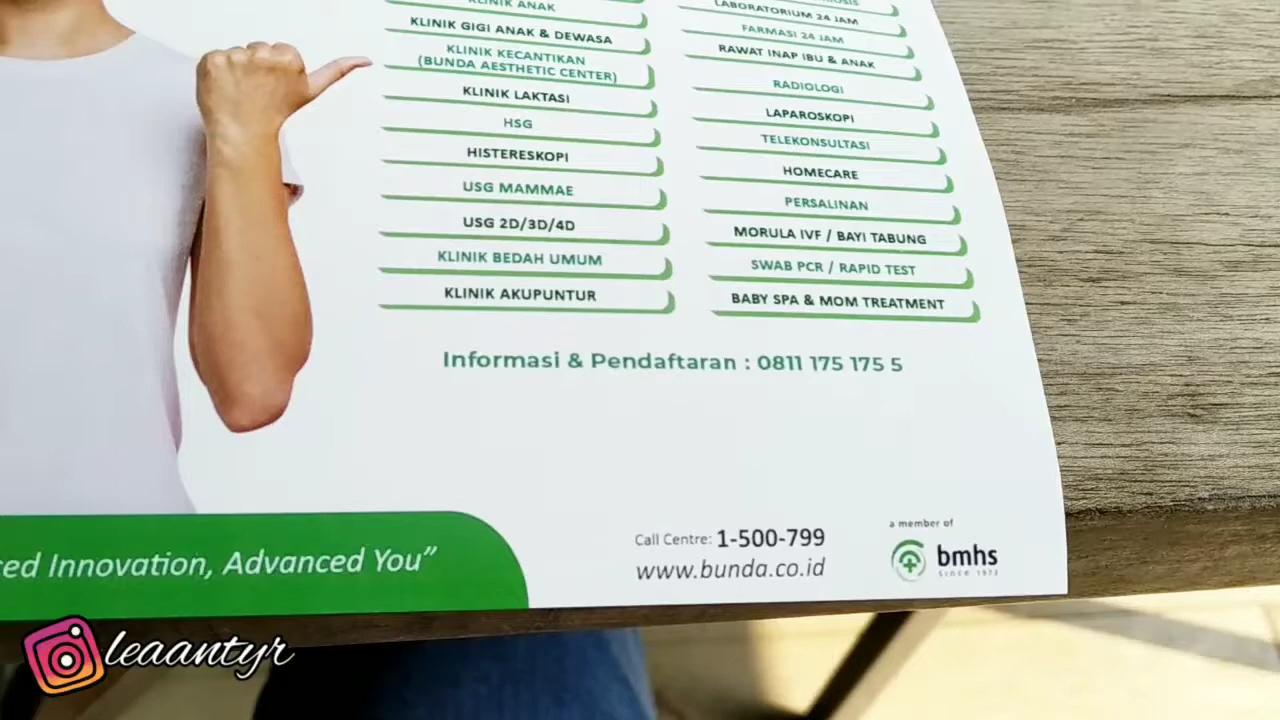 KLINIK ANAK
KLINIK GIGI ANAK & DEWASA
KLINIK KECANTIKAN
(BUNDA AESTHETIC CENTER)
KLINIK LAKTASI
HSG
HISTERESKOPI
USG MAMMAE
USG 2D/3D/4D
KLINIK BEDAH UMUM
KLINIK AKUPUNTUR
LABORATORIUM 24 JAM
FARMASI 24 JAM
RAWAT INAP IBU & ANAK
RADIOLOGI
LAPAROSKOPI
TELEKONSULTASI
HOMECARE
PERSALINAN
MORULA IVF / BAYI TABUNG
SWAB PCR / RAPID TEST
BABY SPA & MOM TREATMENT
Informasi & Pendaftaran : 0811 175 175 5
Innovation, Advanced You”
Call Centre: 1-500-799
www.bunda.co.id
a member of
bmhs
SINCE 1973
leaantyr